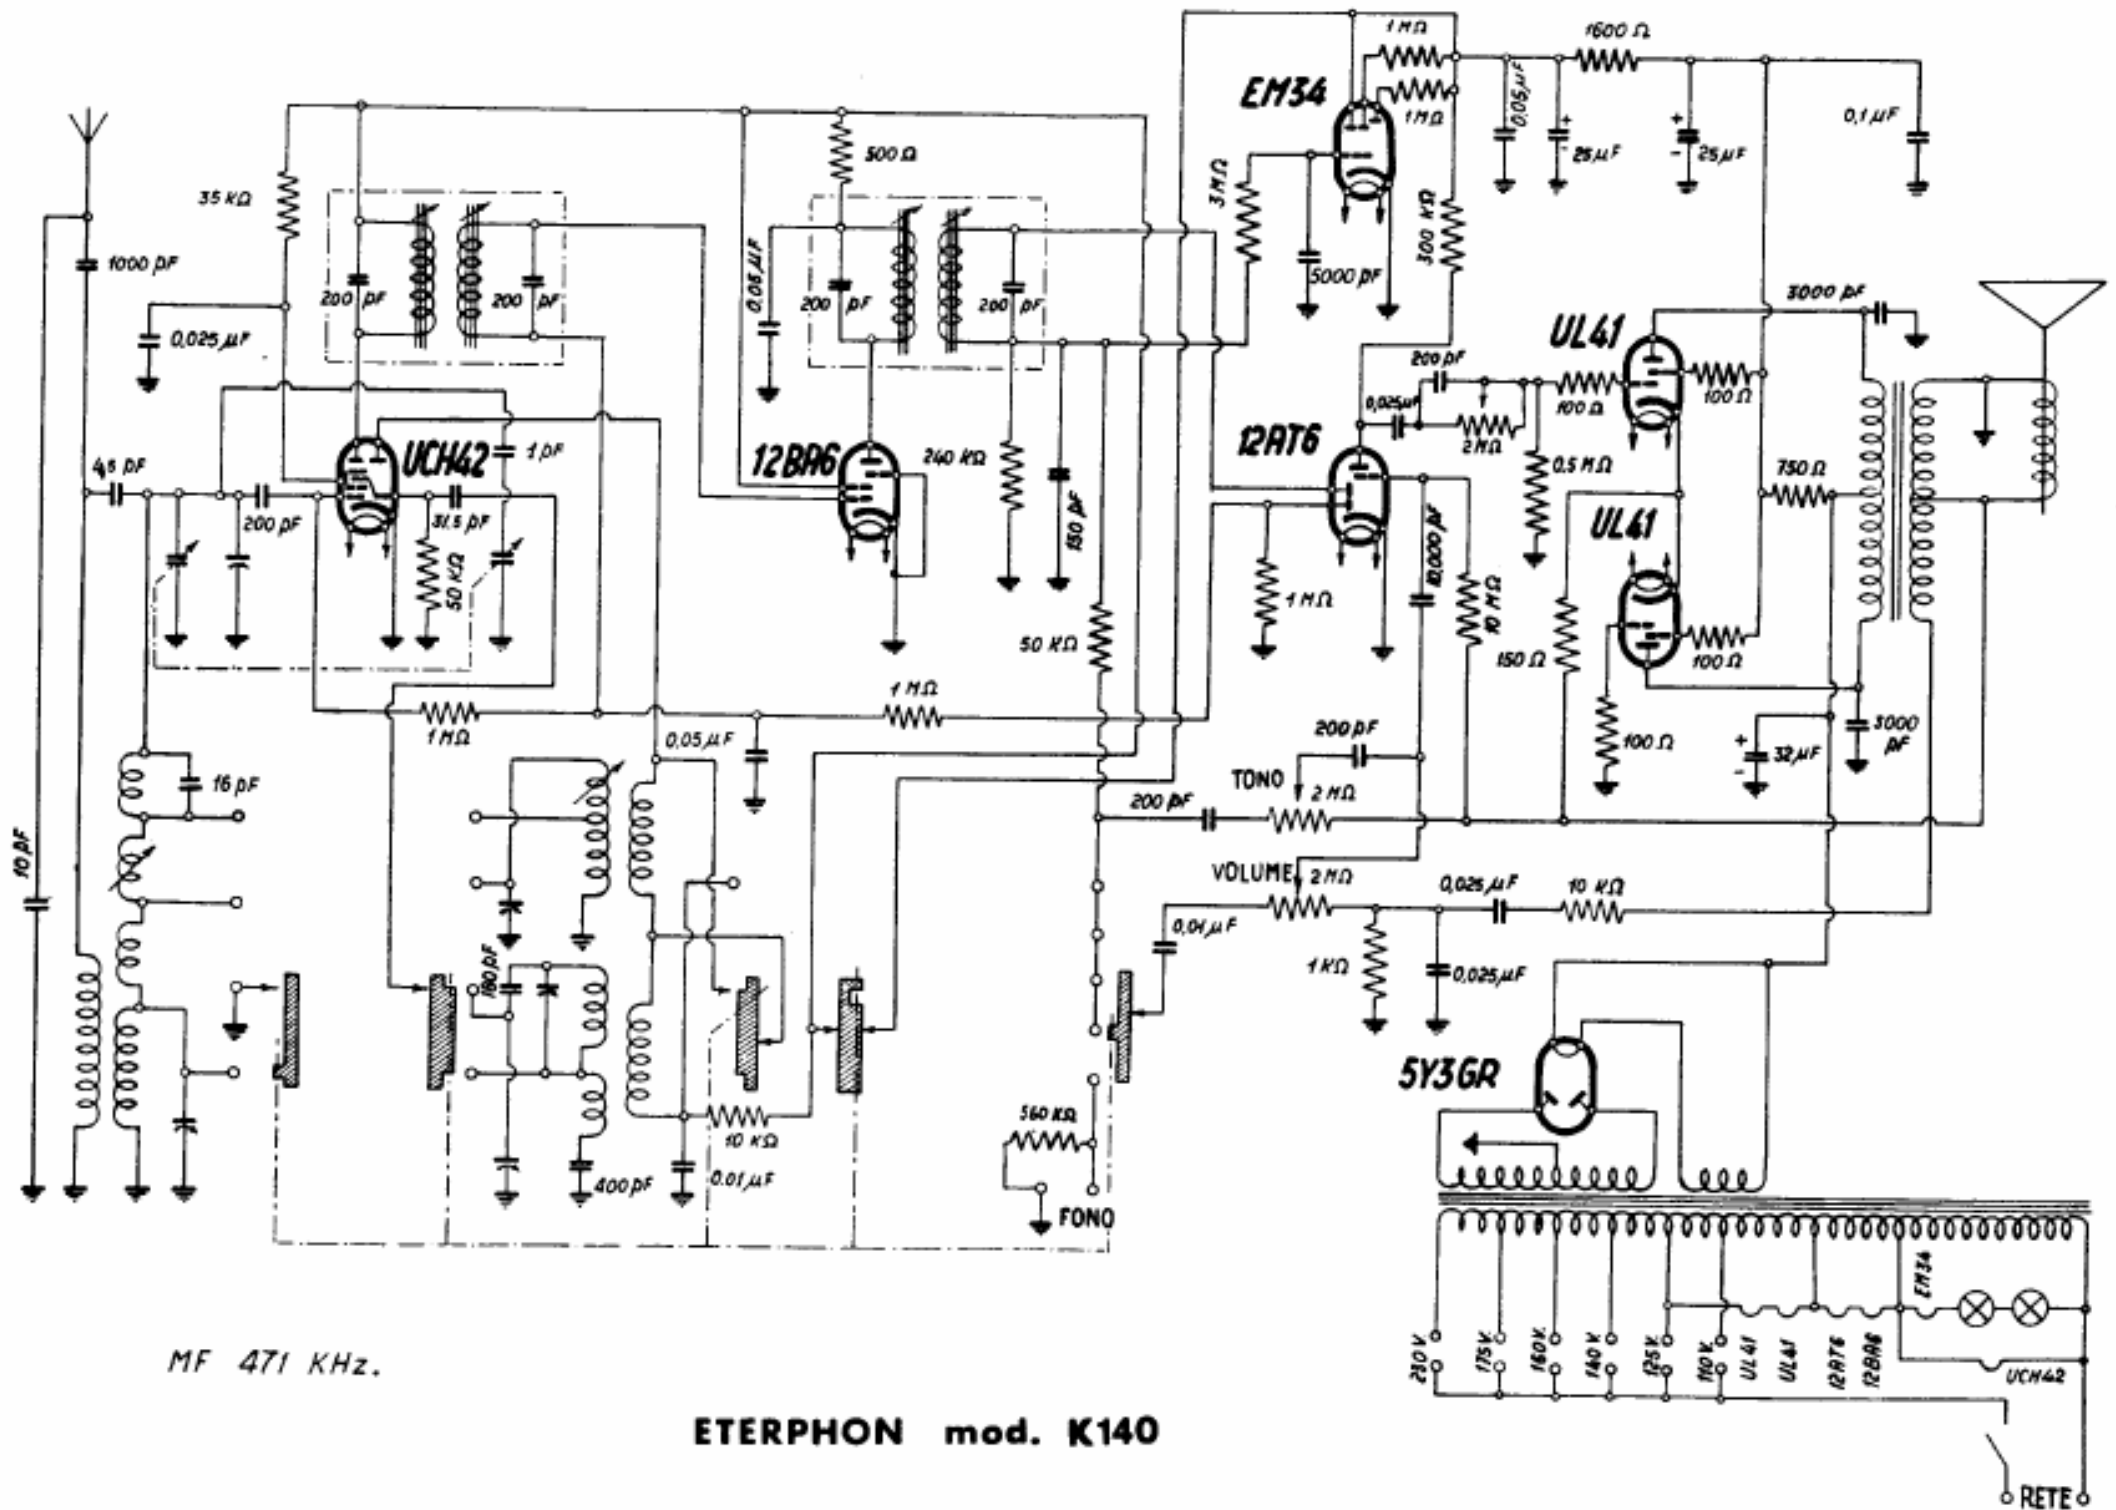 1 MΩ
1600 Ω
EM34
1 MΩ
0,05 µF
+
-
25 µF
+
-
25 µF
0,1 µF
500 Ω
35 KΩ
3 MΩ
300 KΩ
1000 pF
5000 pF
200 pF
200 pF
0,05 µF
200 pF
200 pF
3000 pF
0,025 µF
UL41
200 pF
0,025 µF
100 Ω
100 Ω
2 MΩ
4,5 pF
UCH42
1 pF
12BA6
240 KΩ
12AT6
0,5 MΩ
750 Ω
200 pF
31,5 pF
150 pF
10.000 pF
UL41
50 KΩ
1 MΩ
10 MΩ
50 KΩ
150 Ω
100 Ω
1 MΩ
1 MΩ
0,05 µF
200 pF
100 Ω
+
-
32 µF
3000 pF
16 pF
TONO
2 MΩ
200 pF
10 pF
VOLUME
2 MΩ
0,025 µF
10 KΩ
0,01 µF
160 pF
1 KΩ
0,025 µF
5Y3GR
560 KΩ
10 KΩ
400 pF
0.01 µF
FONO
EM34
230 V.
175 V.
160 V.
140 V.
125 V.
110 V.
UL41
UL41
12AT6
12BA6
UCH42
MF 471 KHz.
ETERPHON mod. K140
RETE